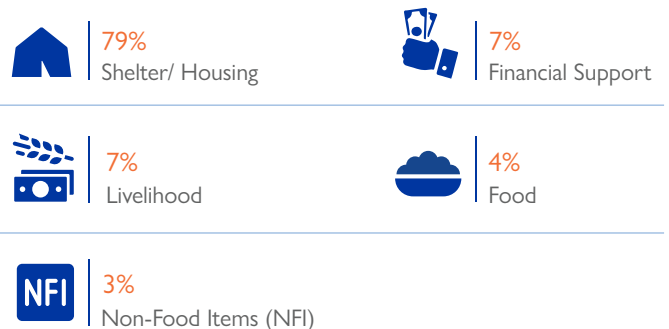 79%
Shelter/ Housing
7%
Financial Support
7%
Livelihood
4%
Food
NFI
3%
Non-Food Items (NFI)